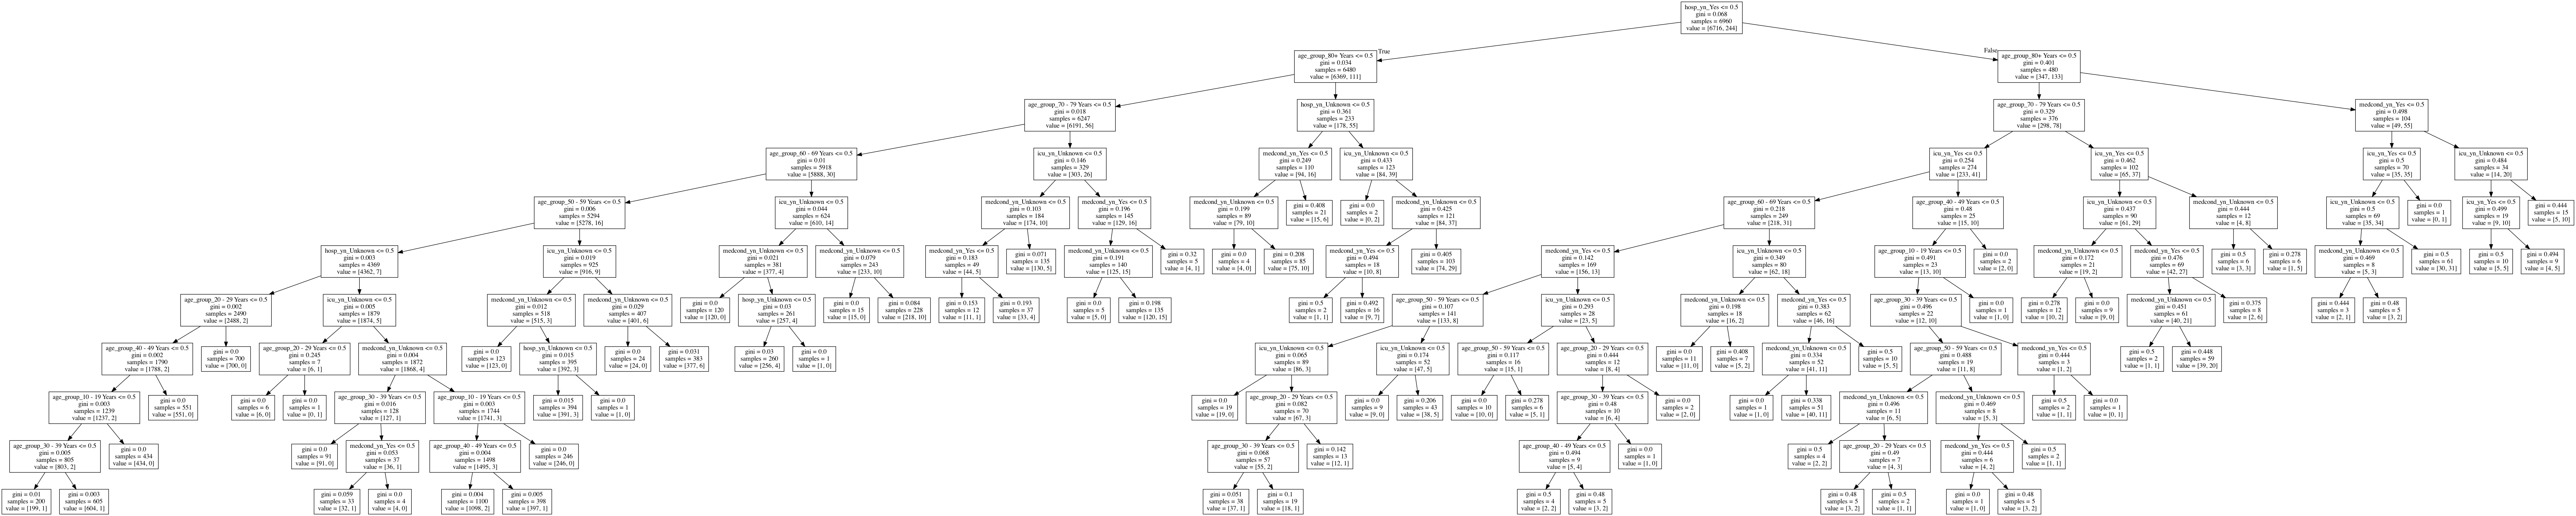 hosp_yn_Yes <= 0.5
gini = 0.068
samples = 6960
value = [6716, 244]
True
False
age_group_80+ Years <= 0.5
gini = 0.034
samples = 6480
value = [6369, 111]
age_group_80+ Years <= 0.5
gini = 0.401
samples = 480
value = [347, 133]
age_group_70 - 79 Years <= 0.5
gini = 0.018
samples = 6247
value = [6191, 56]
hosp_yn_Unknown <= 0.5
gini = 0.361
samples = 233
value = [178, 55]
age_group_70 - 79 Years <= 0.5
gini = 0.329
samples = 376
value = [298, 78]
medcond_yn_Yes <= 0.5
gini = 0.498
samples = 104
value = [49, 55]
age_group_60 - 69 Years <= 0.5
gini = 0.01
samples = 5918
value = [5888, 30]
icu_yn_Unknown <= 0.5
gini = 0.146
samples = 329
value = [303, 26]
medcond_yn_Yes <= 0.5
gini = 0.249
samples = 110
value = [94, 16]
icu_yn_Unknown <= 0.5
gini = 0.433
samples = 123
value = [84, 39]
icu_yn_Yes <= 0.5
gini = 0.254
samples = 274
value = [233, 41]
icu_yn_Yes <= 0.5
gini = 0.462
samples = 102
value = [65, 37]
icu_yn_Yes <= 0.5
gini = 0.5
samples = 70
value = [35, 35]
icu_yn_Unknown <= 0.5
gini = 0.484
samples = 34
value = [14, 20]
age_group_50 - 59 Years <= 0.5
gini = 0.006
samples = 5294
value = [5278, 16]
icu_yn_Unknown <= 0.5
gini = 0.044
samples = 624
value = [610, 14]
medcond_yn_Unknown <= 0.5
gini = 0.103
samples = 184
value = [174, 10]
medcond_yn_Yes <= 0.5
gini = 0.196
samples = 145
value = [129, 16]
medcond_yn_Unknown <= 0.5
gini = 0.199
samples = 89
value = [79, 10]
gini = 0.408
samples = 21
value = [15, 6]
gini = 0.0
samples = 2
value = [0, 2]
medcond_yn_Unknown <= 0.5
gini = 0.425
samples = 121
value = [84, 37]
age_group_60 - 69 Years <= 0.5
gini = 0.218
samples = 249
value = [218, 31]
age_group_40 - 49 Years <= 0.5
gini = 0.48
samples = 25
value = [15, 10]
icu_yn_Unknown <= 0.5
gini = 0.437
samples = 90
value = [61, 29]
medcond_yn_Unknown <= 0.5
gini = 0.444
samples = 12
value = [4, 8]
icu_yn_Unknown <= 0.5
gini = 0.5
samples = 69
value = [35, 34]
gini = 0.0
samples = 1
value = [0, 1]
icu_yn_Yes <= 0.5
gini = 0.499
samples = 19
value = [9, 10]
gini = 0.444
samples = 15
value = [5, 10]
hosp_yn_Unknown <= 0.5
gini = 0.003
samples = 4369
value = [4362, 7]
icu_yn_Unknown <= 0.5
gini = 0.019
samples = 925
value = [916, 9]
medcond_yn_Unknown <= 0.5
gini = 0.021
samples = 381
value = [377, 4]
medcond_yn_Unknown <= 0.5
gini = 0.079
samples = 243
value = [233, 10]
medcond_yn_Yes <= 0.5
gini = 0.183
samples = 49
value = [44, 5]
gini = 0.071
samples = 135
value = [130, 5]
medcond_yn_Unknown <= 0.5
gini = 0.191
samples = 140
value = [125, 15]
gini = 0.32
samples = 5
value = [4, 1]
gini = 0.0
samples = 4
value = [4, 0]
gini = 0.208
samples = 85
value = [75, 10]
medcond_yn_Yes <= 0.5
gini = 0.494
samples = 18
value = [10, 8]
gini = 0.405
samples = 103
value = [74, 29]
medcond_yn_Yes <= 0.5
gini = 0.142
samples = 169
value = [156, 13]
icu_yn_Unknown <= 0.5
gini = 0.349
samples = 80
value = [62, 18]
age_group_10 - 19 Years <= 0.5
gini = 0.491
samples = 23
value = [13, 10]
gini = 0.0
samples = 2
value = [2, 0]
medcond_yn_Unknown <= 0.5
gini = 0.172
samples = 21
value = [19, 2]
medcond_yn_Yes <= 0.5
gini = 0.476
samples = 69
value = [42, 27]
gini = 0.5
samples = 6
value = [3, 3]
gini = 0.278
samples = 6
value = [1, 5]
medcond_yn_Unknown <= 0.5
gini = 0.469
samples = 8
value = [5, 3]
gini = 0.5
samples = 61
value = [30, 31]
gini = 0.5
samples = 10
value = [5, 5]
gini = 0.494
samples = 9
value = [4, 5]
age_group_20 - 29 Years <= 0.5
gini = 0.002
samples = 2490
value = [2488, 2]
icu_yn_Unknown <= 0.5
gini = 0.005
samples = 1879
value = [1874, 5]
medcond_yn_Unknown <= 0.5
gini = 0.012
samples = 518
value = [515, 3]
medcond_yn_Unknown <= 0.5
gini = 0.029
samples = 407
value = [401, 6]
gini = 0.0
samples = 120
value = [120, 0]
hosp_yn_Unknown <= 0.5
gini = 0.03
samples = 261
value = [257, 4]
gini = 0.0
samples = 15
value = [15, 0]
gini = 0.084
samples = 228
value = [218, 10]
gini = 0.153
samples = 12
value = [11, 1]
gini = 0.193
samples = 37
value = [33, 4]
gini = 0.0
samples = 5
value = [5, 0]
gini = 0.198
samples = 135
value = [120, 15]
gini = 0.5
samples = 2
value = [1, 1]
gini = 0.492
samples = 16
value = [9, 7]
age_group_50 - 59 Years <= 0.5
gini = 0.107
samples = 141
value = [133, 8]
icu_yn_Unknown <= 0.5
gini = 0.293
samples = 28
value = [23, 5]
medcond_yn_Unknown <= 0.5
gini = 0.198
samples = 18
value = [16, 2]
medcond_yn_Yes <= 0.5
gini = 0.383
samples = 62
value = [46, 16]
age_group_30 - 39 Years <= 0.5
gini = 0.496
samples = 22
value = [12, 10]
gini = 0.0
samples = 1
value = [1, 0]
gini = 0.278
samples = 12
value = [10, 2]
gini = 0.0
samples = 9
value = [9, 0]
medcond_yn_Unknown <= 0.5
gini = 0.451
samples = 61
value = [40, 21]
gini = 0.375
samples = 8
value = [2, 6]
gini = 0.444
samples = 3
value = [2, 1]
gini = 0.48
samples = 5
value = [3, 2]
age_group_40 - 49 Years <= 0.5
gini = 0.002
samples = 1790
value = [1788, 2]
gini = 0.0
samples = 700
value = [700, 0]
age_group_20 - 29 Years <= 0.5
gini = 0.245
samples = 7
value = [6, 1]
medcond_yn_Unknown <= 0.5
gini = 0.004
samples = 1872
value = [1868, 4]
gini = 0.0
samples = 123
value = [123, 0]
hosp_yn_Unknown <= 0.5
gini = 0.015
samples = 395
value = [392, 3]
gini = 0.0
samples = 24
value = [24, 0]
gini = 0.031
samples = 383
value = [377, 6]
gini = 0.03
samples = 260
value = [256, 4]
gini = 0.0
samples = 1
value = [1, 0]
icu_yn_Unknown <= 0.5
gini = 0.065
samples = 89
value = [86, 3]
icu_yn_Unknown <= 0.5
gini = 0.174
samples = 52
value = [47, 5]
age_group_50 - 59 Years <= 0.5
gini = 0.117
samples = 16
value = [15, 1]
age_group_20 - 29 Years <= 0.5
gini = 0.444
samples = 12
value = [8, 4]
gini = 0.0
samples = 11
value = [11, 0]
gini = 0.408
samples = 7
value = [5, 2]
medcond_yn_Unknown <= 0.5
gini = 0.334
samples = 52
value = [41, 11]
gini = 0.5
samples = 10
value = [5, 5]
age_group_50 - 59 Years <= 0.5
gini = 0.488
samples = 19
value = [11, 8]
medcond_yn_Yes <= 0.5
gini = 0.444
samples = 3
value = [1, 2]
gini = 0.5
samples = 2
value = [1, 1]
gini = 0.448
samples = 59
value = [39, 20]
age_group_10 - 19 Years <= 0.5
gini = 0.003
samples = 1239
value = [1237, 2]
gini = 0.0
samples = 551
value = [551, 0]
gini = 0.0
samples = 6
value = [6, 0]
gini = 0.0
samples = 1
value = [0, 1]
age_group_30 - 39 Years <= 0.5
gini = 0.016
samples = 128
value = [127, 1]
age_group_10 - 19 Years <= 0.5
gini = 0.003
samples = 1744
value = [1741, 3]
gini = 0.015
samples = 394
value = [391, 3]
gini = 0.0
samples = 1
value = [1, 0]
gini = 0.0
samples = 19
value = [19, 0]
age_group_20 - 29 Years <= 0.5
gini = 0.082
samples = 70
value = [67, 3]
gini = 0.0
samples = 9
value = [9, 0]
gini = 0.206
samples = 43
value = [38, 5]
gini = 0.0
samples = 10
value = [10, 0]
gini = 0.278
samples = 6
value = [5, 1]
age_group_30 - 39 Years <= 0.5
gini = 0.48
samples = 10
value = [6, 4]
gini = 0.0
samples = 2
value = [2, 0]
gini = 0.0
samples = 1
value = [1, 0]
gini = 0.338
samples = 51
value = [40, 11]
medcond_yn_Unknown <= 0.5
gini = 0.496
samples = 11
value = [6, 5]
medcond_yn_Unknown <= 0.5
gini = 0.469
samples = 8
value = [5, 3]
gini = 0.5
samples = 2
value = [1, 1]
gini = 0.0
samples = 1
value = [0, 1]
age_group_30 - 39 Years <= 0.5
gini = 0.005
samples = 805
value = [803, 2]
gini = 0.0
samples = 434
value = [434, 0]
gini = 0.0
samples = 91
value = [91, 0]
medcond_yn_Yes <= 0.5
gini = 0.053
samples = 37
value = [36, 1]
age_group_40 - 49 Years <= 0.5
gini = 0.004
samples = 1498
value = [1495, 3]
gini = 0.0
samples = 246
value = [246, 0]
age_group_30 - 39 Years <= 0.5
gini = 0.068
samples = 57
value = [55, 2]
gini = 0.142
samples = 13
value = [12, 1]
age_group_40 - 49 Years <= 0.5
gini = 0.494
samples = 9
value = [5, 4]
gini = 0.0
samples = 1
value = [1, 0]
gini = 0.5
samples = 4
value = [2, 2]
age_group_20 - 29 Years <= 0.5
gini = 0.49
samples = 7
value = [4, 3]
medcond_yn_Yes <= 0.5
gini = 0.444
samples = 6
value = [4, 2]
gini = 0.5
samples = 2
value = [1, 1]
gini = 0.01
samples = 200
value = [199, 1]
gini = 0.003
samples = 605
value = [604, 1]
gini = 0.059
samples = 33
value = [32, 1]
gini = 0.0
samples = 4
value = [4, 0]
gini = 0.004
samples = 1100
value = [1098, 2]
gini = 0.005
samples = 398
value = [397, 1]
gini = 0.051
samples = 38
value = [37, 1]
gini = 0.1
samples = 19
value = [18, 1]
gini = 0.5
samples = 4
value = [2, 2]
gini = 0.48
samples = 5
value = [3, 2]
gini = 0.48
samples = 5
value = [3, 2]
gini = 0.5
samples = 2
value = [1, 1]
gini = 0.0
samples = 1
value = [1, 0]
gini = 0.48
samples = 5
value = [3, 2]